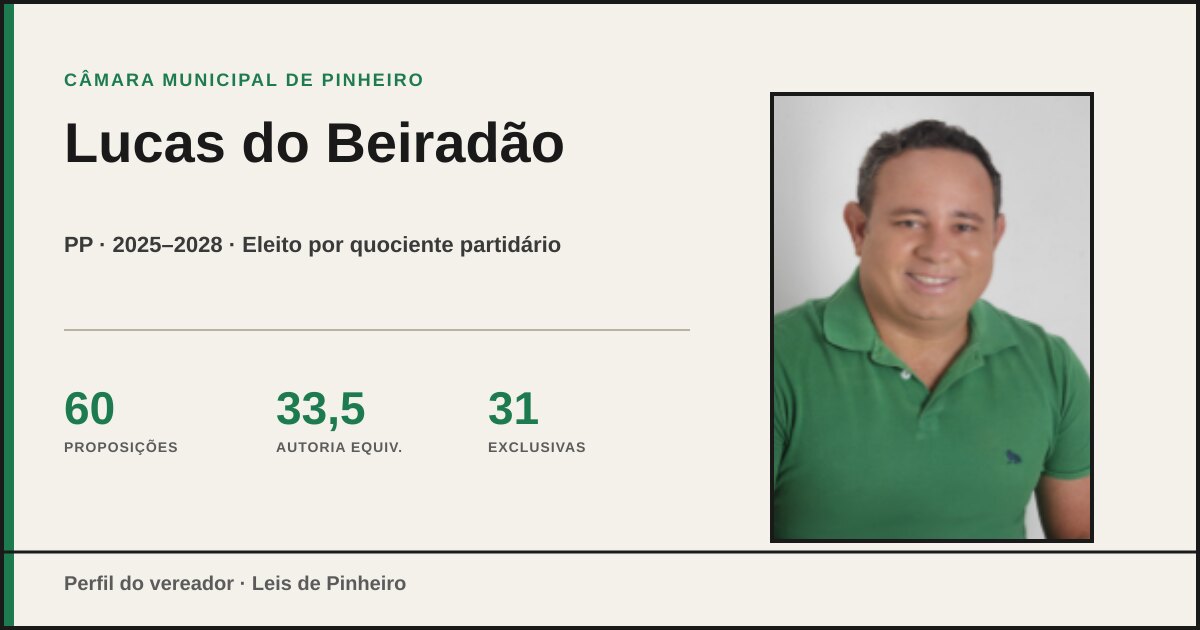 CÂMARA MUNICIPAL DE PINHEIRO
Lucas do Beiradão
PP · 2025–2028 · Eleito por quociente partidário
60 33,5 31
PROPOSIÇÕES AUTORIA EQUIV. EXCLUSIVAS
Perfil do vereador · Leis de Pinheiro